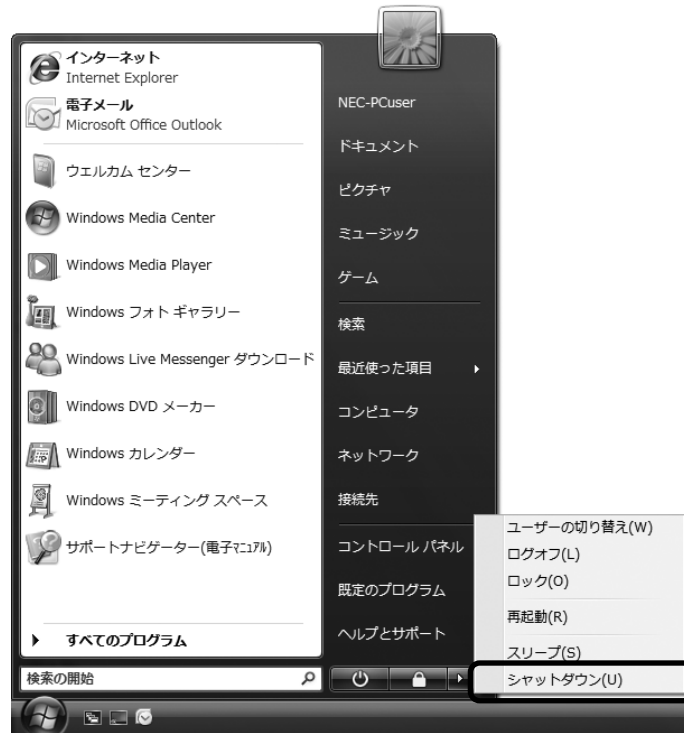 インターネット
Internet Explorer
電子メール
Microsoft Office Outlook
ウェルカム センター
Windows Media Center
Windows Media Player
Windows フォト ギャラリー
Windows Live Messenger ダウンロード
Windows DVD メーカー
Windows カレンダー
Windows ミーティング スペース
サポートナビゲーター(電子ﾏﾆｭｱﾙ)
すべてのプログラム
検索の開始
NEC-PCuser
ドキュメント
ピクチャ
ミュージック
ゲーム
検索
最近使った項目
コンピュータ
ネットワーク
接続先
コントロール パネル
既定のプログラム
ヘルプとサポート
ユーザーの切り替え(W)
ログオフ(L)
ロック(O)
再起動(R)
スリープ(S)
シャットダウン(U)